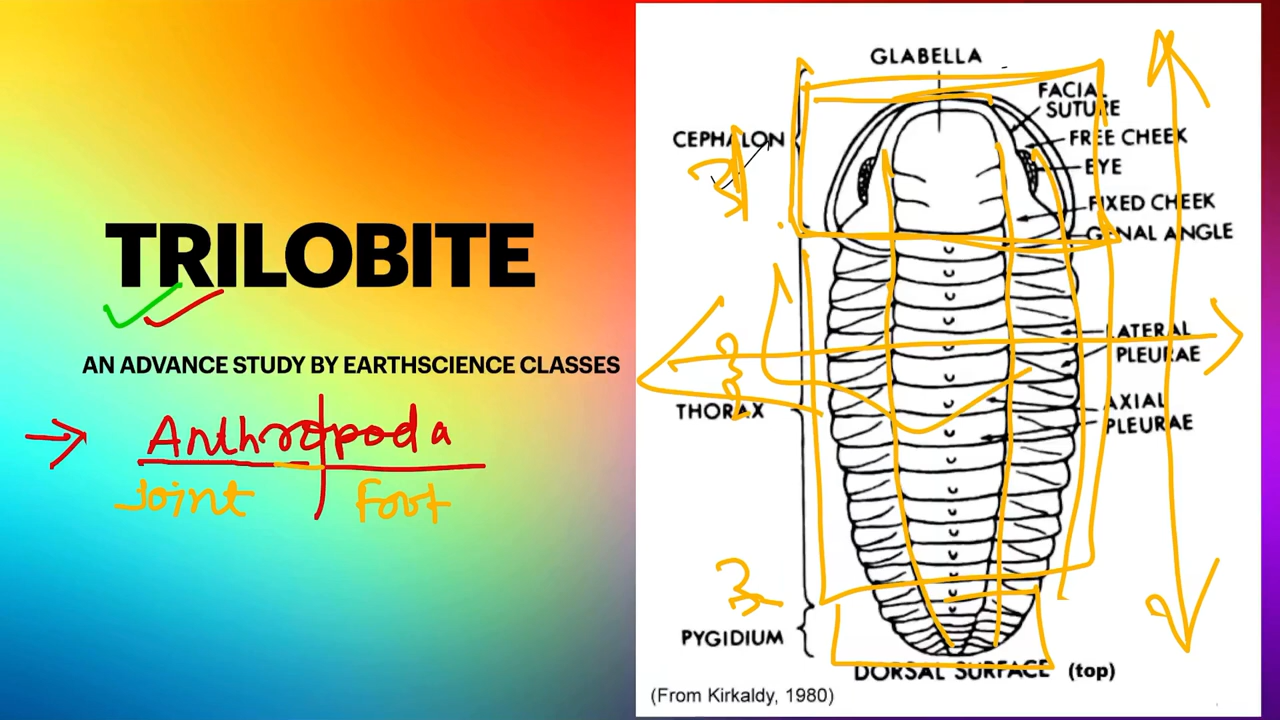 TRILOBITE
AN ADVANCE STUDY BY EARTHSCIENCE CLASSES
Anthropoda
Joint Foot
GLABELLA
FACIAL
SUTURE
CEPHALON
FREE CHEEK
EYE
FIXED CHEEK
GENAL ANGLE
LATERAL
PLEURAE
THORAX
AXIAL
PLEURAE
3
PYGIDIUM
DORSAL SURFACE (top)
(From Kirkaldy, 1980)